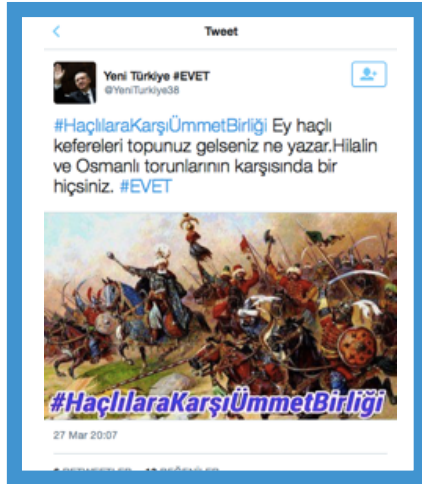 Tweet
Yeni Türkiye #EVET
@YeniTurkiye38
#HaçlılaraKarşıÜmmetBirliği Ey haçlı
kefereleri topunuz gelseniz ne yazar.Hilalin
ve Osmanlı torunlarının karşısında bir
hiçsiniz. #EVET
#HaçlılaraKarşıÜmmetBirliği
27 Mar 20:07